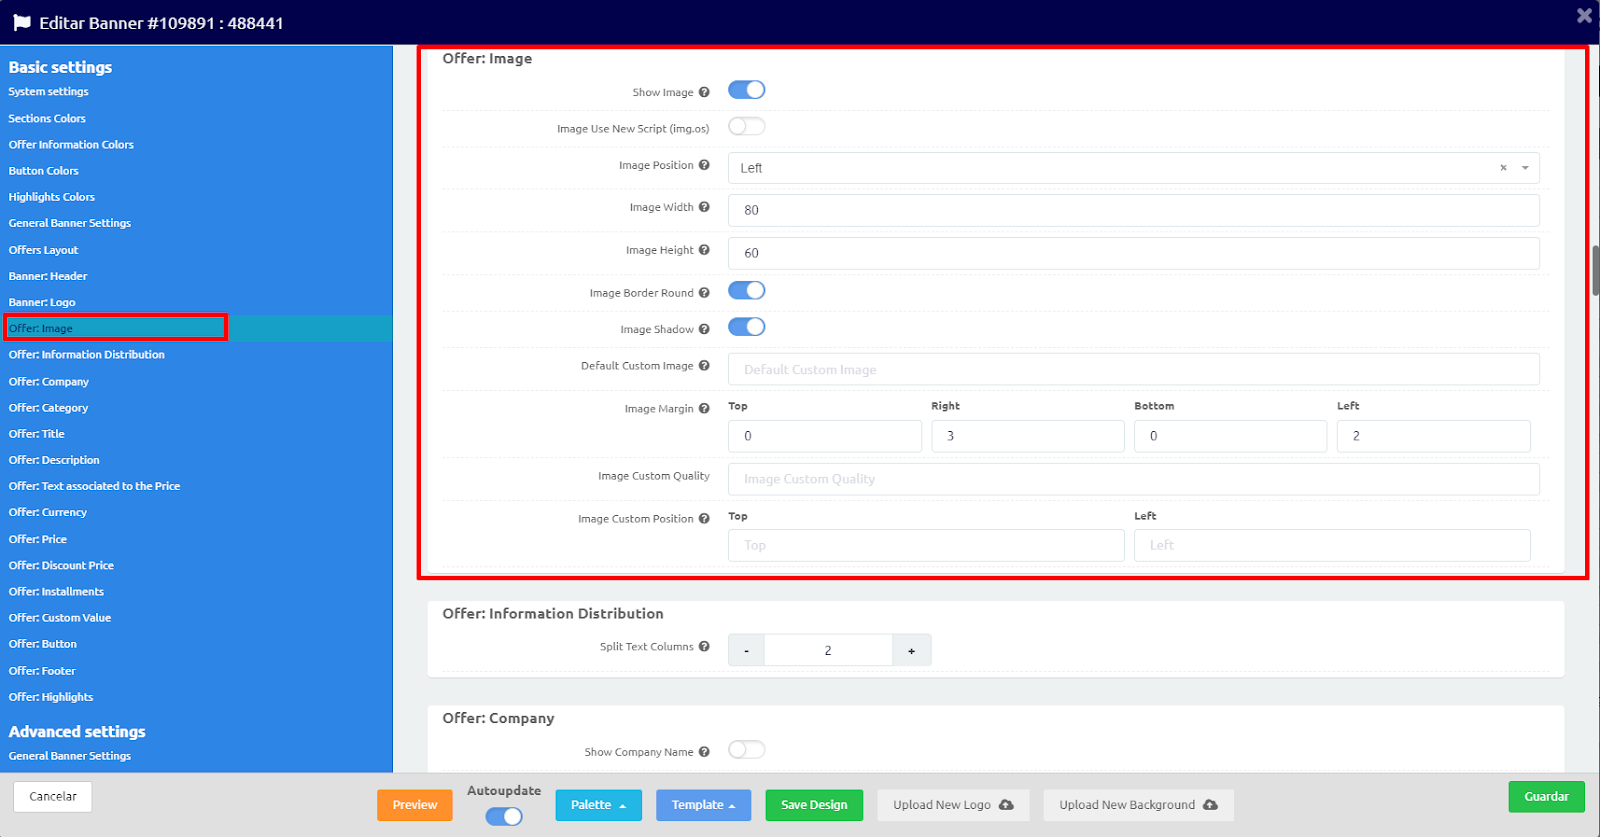 Editar Banner #109891 : 488441
Basic settings
System settings
Sections Colors
Offer Information Colors
Button Colors
Highlights Colors
General Banner Settings
Offers Layout
Banner: Header
Banner: Logo
Offer: Image
Offer: Information Distribution
Offer: Company
Offer: Category
Offer: Title
Offer: Description
Offer: Text associated to the Price
Offer: Currency
Offer: Price
Offer: Discount Price
Offer: Installments
Offer: Custom Value
Offer: Button
Offer: Footer
Offer: Highlights
Advanced settings
General Banner Settings
Offer: Image
Show Image
Image Use New Script (img.os)
Image Position Left
Image Width 80
Image Height 60
Image Border Round
Image Shadow
Default Custom Image Default Custom Image
Image Margin Top Right Bottom Left
0 3 0 2
Image Custom Quality Image Custom Quality
Image Custom Position Top Left
Top Left
Offer: Information Distribution
Split Text Columns - 2 +
Offer: Company
Show Company Name
Cancelar
Preview
Autoupdate
Palette
Template
Save Design
Upload New Logo
Upload New Background
Guardar